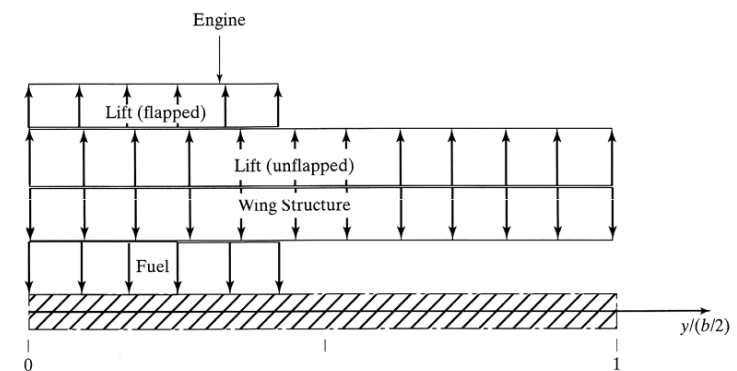 Engine
Lift (flapped)
Lift (unflapped)
Wing Structure
Fuel
y/(b/2)
0
1